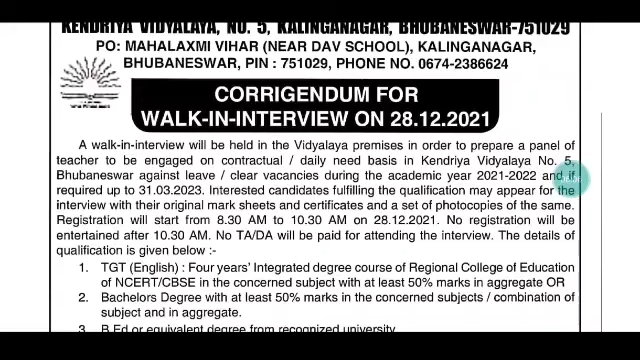 KENDRIYA VIDYALAYA, NO. 5, KALINGANAGAR, BHUBANESWAR-751029
PO: MAHALAXMI VIHAR (NEAR DAV SCHOOL), KALINGANAGAR,
BHUBANESWAR, PIN : 751029, PHONE NO. 0674-2386624
CORRIGENDUM FOR
WALK-IN-INTERVIEW ON 28.12.2021
A walk-in-interview will be held in the Vidyalaya premises in order to prepare a panel of
teacher to be engaged on contractual / daily need basis in Kendriya Vidyalaya No. 5,
Bhubaneswar against leave / clear vacancies during the academic year 2021-2022 and if
required up to 31.03.2023. Interested candidates fulfilling the qualification may appear for the
interview with their original mark sheets and certificates and a set of photocopies of the same.
Registration will start from 8.30 AM to 10.30 AM on 28.12.2021. No registration will be
entertained after 10.30 AM. No TA/DA will be paid for attending the interview. The details of
qualification is given below :-
1. TGT (English) : Four years' Integrated degree course of Regional College of Education
of NCERT/CBSE in the concerned subject with at least 50% marks in aggregate OR
2. Bachelors Degree with at least 50% marks in the concerned subjects / combination of
subject and in aggregate.
3. B.Ed or equivalent degree from recognized university.